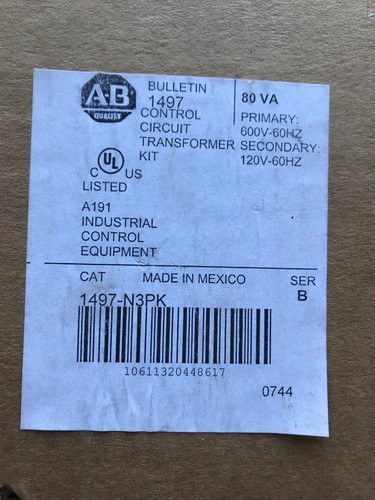 A-B
QUALITY
BULLETIN
1497
CONTROL
CIRCUIT
TRANSFORMER
KIT
80 VA
PRIMARY:
600V-60HZ
SECONDARY:
120V-60HZ
C UL US
LISTED
A191
INDUSTRIAL
CONTROL
EQUIPMENT
CAT MADE IN MEXICO SER
1497-N3PK B
10611320448617
0744